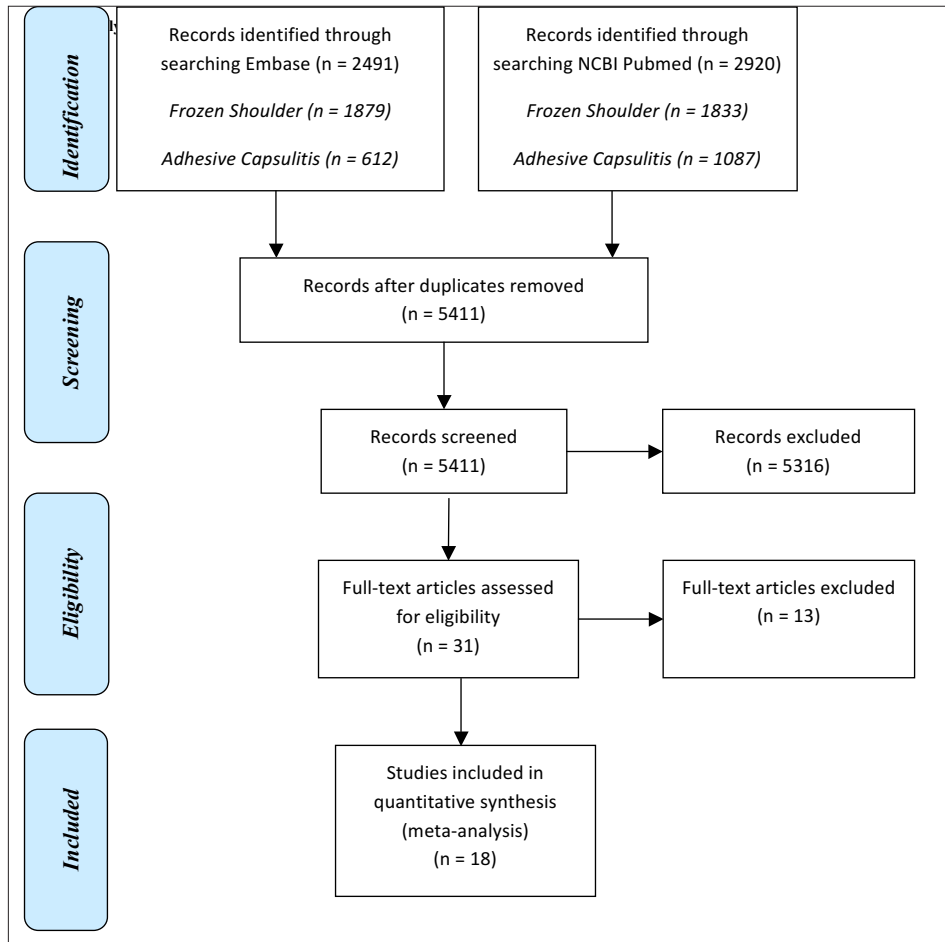 Identification
Records identified through
searching Embase (n = 2491)
Frozen Shoulder (n = 1879)
Adhesive Capsulitis (n = 612)
Records identified through
searching NCBI Pubmed (n = 2920)
Frozen Shoulder (n = 1833)
Adhesive Capsulitis (n = 1087)
Screening
Records after duplicates removed
(n = 5411)
Records screened
(n = 5411)
Records excluded
(n = 5316)
Eligibility
Full-text articles assessed
for eligibility
(n = 31)
Full-text articles excluded
(n = 13)
Included
Studies included in
quantitative synthesis
(meta-analysis)
(n = 18)